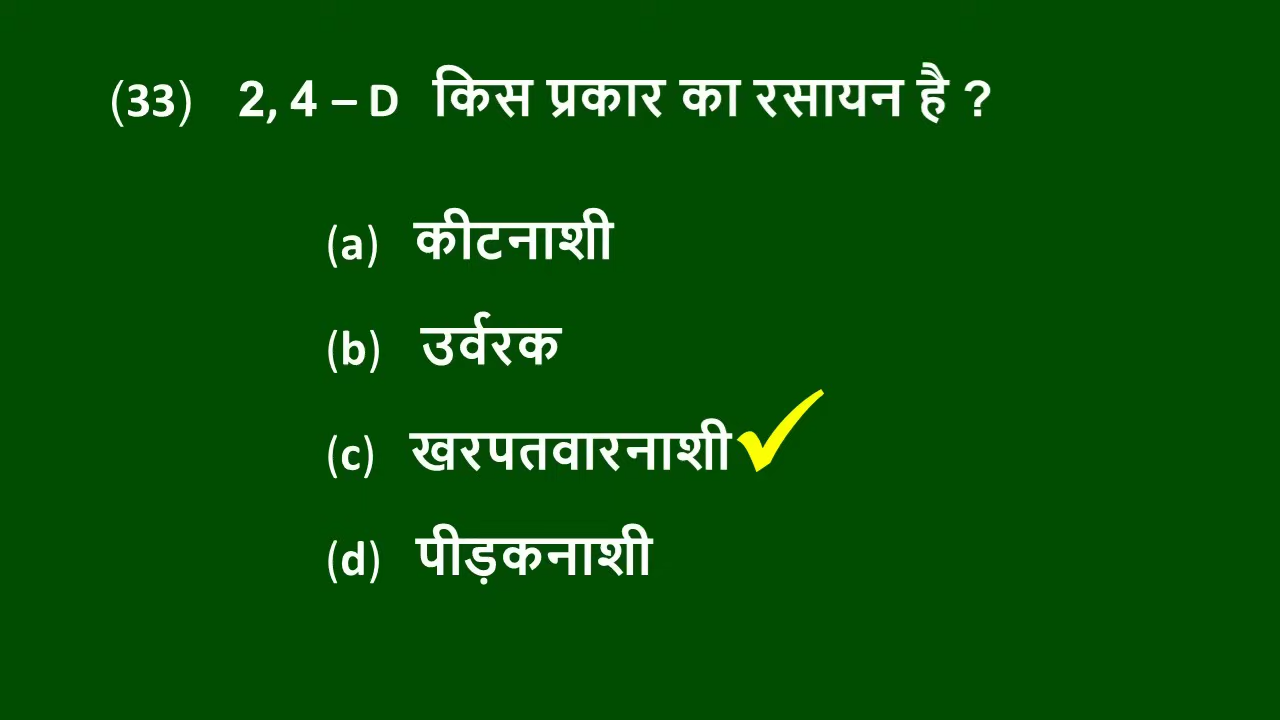 (33) 2, 4 – D किस प्रकार का रसायन है ?
(a) कीटनाशी
(b) उर्वरक
(c) खरपतवारनाशी
(d) पीड़कनाशी